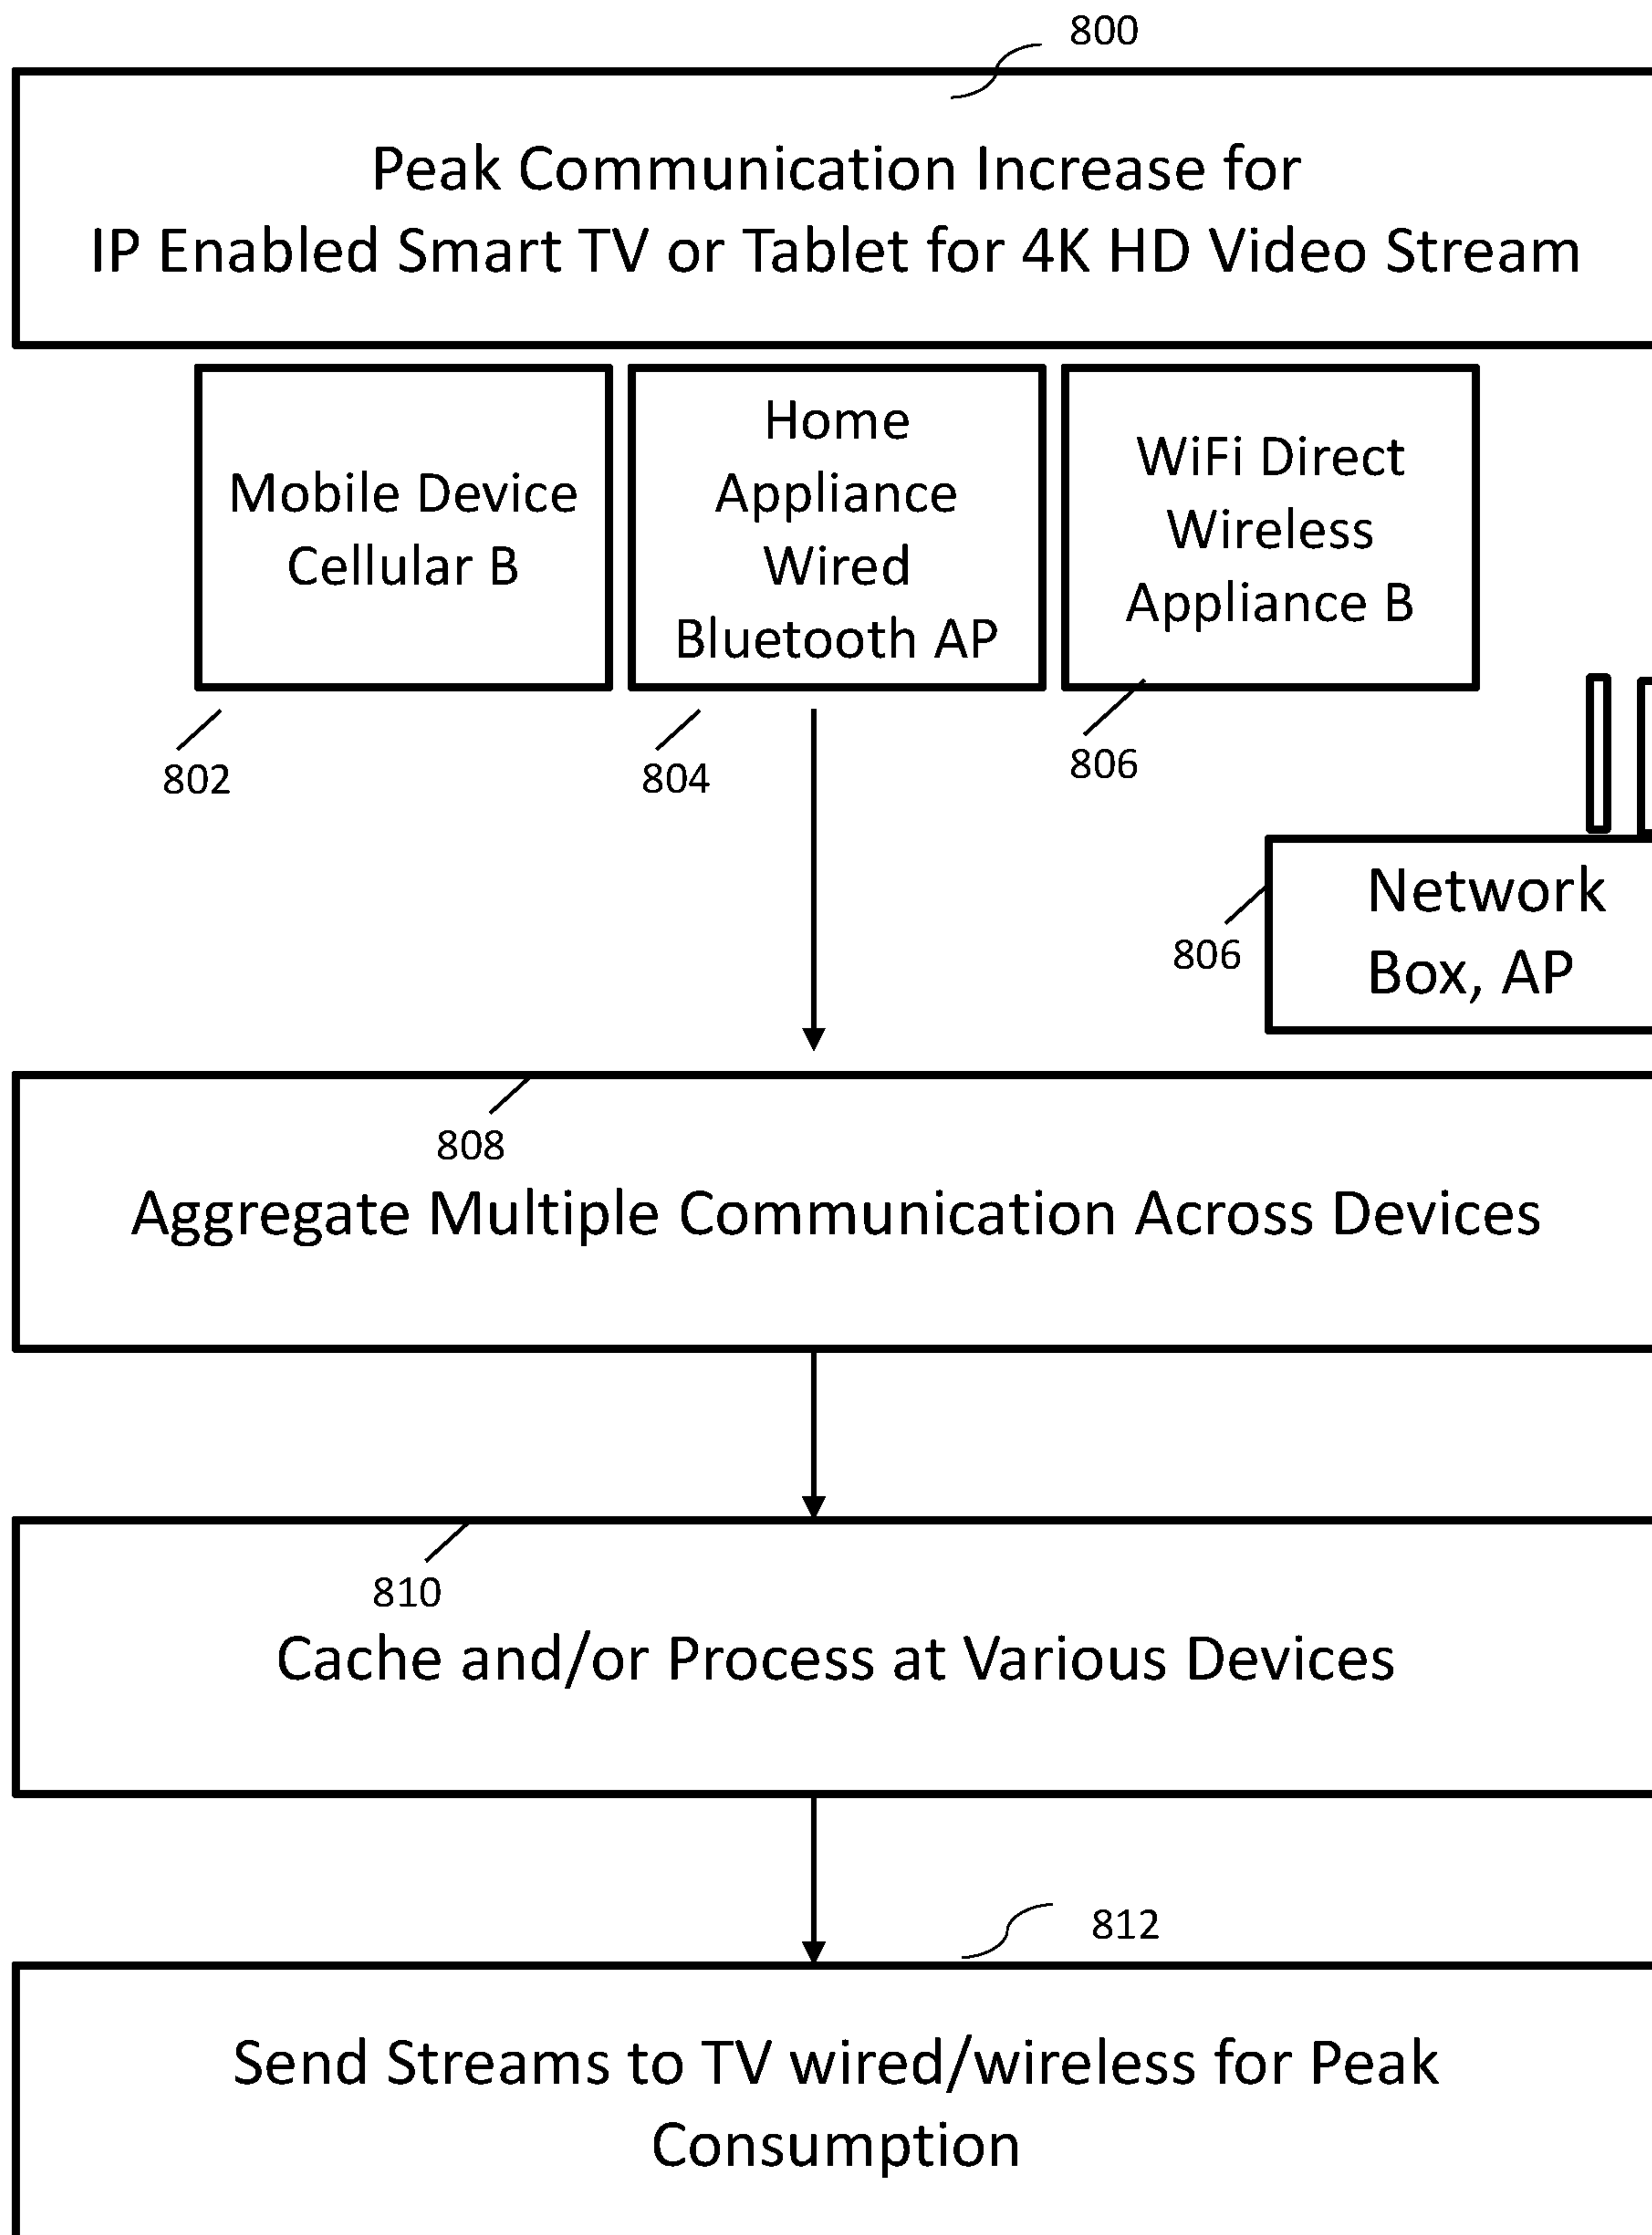 800
Peak Communication Increase for
IP Enabled Smart TV or Tablet for 4K HD Video Stream
Mobile Device
Cellular B
Home
Appliance
Wired
Bluetooth AP
WiFi Direct
Wireless
Appliance B
802
804
806
Network
Box, AP
806
808
Aggregate Multiple Communication Across Devices
810
Cache and/or Process at Various Devices
812
Send Streams to TV wired/wireless for Peak
Consumption